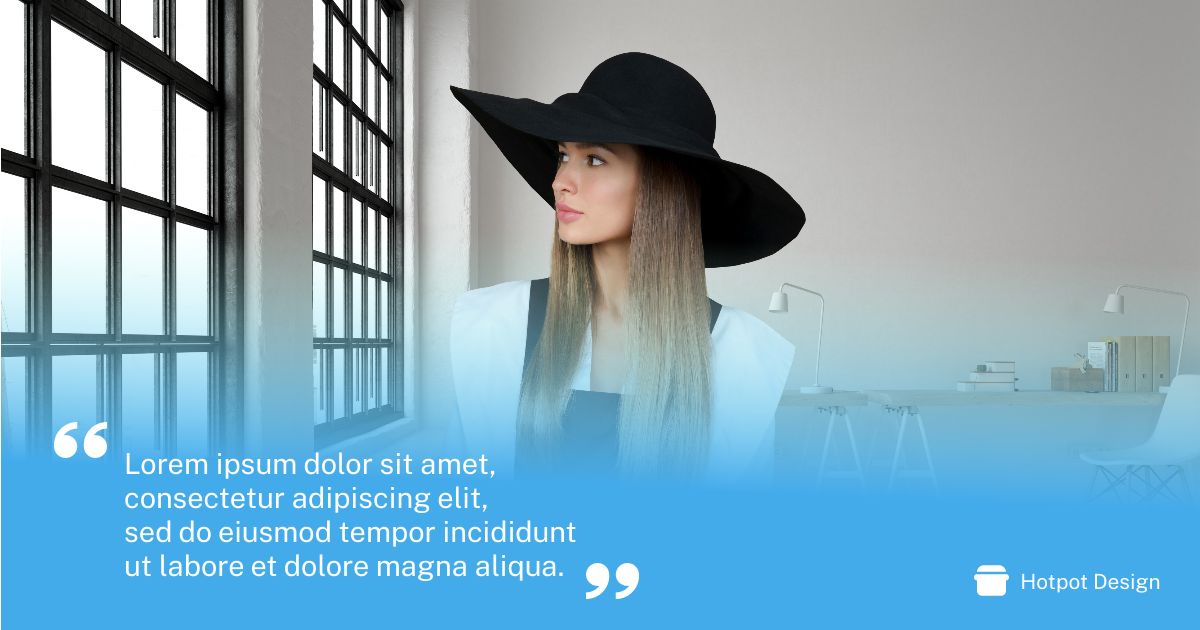 “
Lorem ipsum dolor sit amet,
consectetur adipiscing elit,
sed do eiusmod tempor incididunt
ut labore et dolore magna aliqua.
”
Hotpot Design